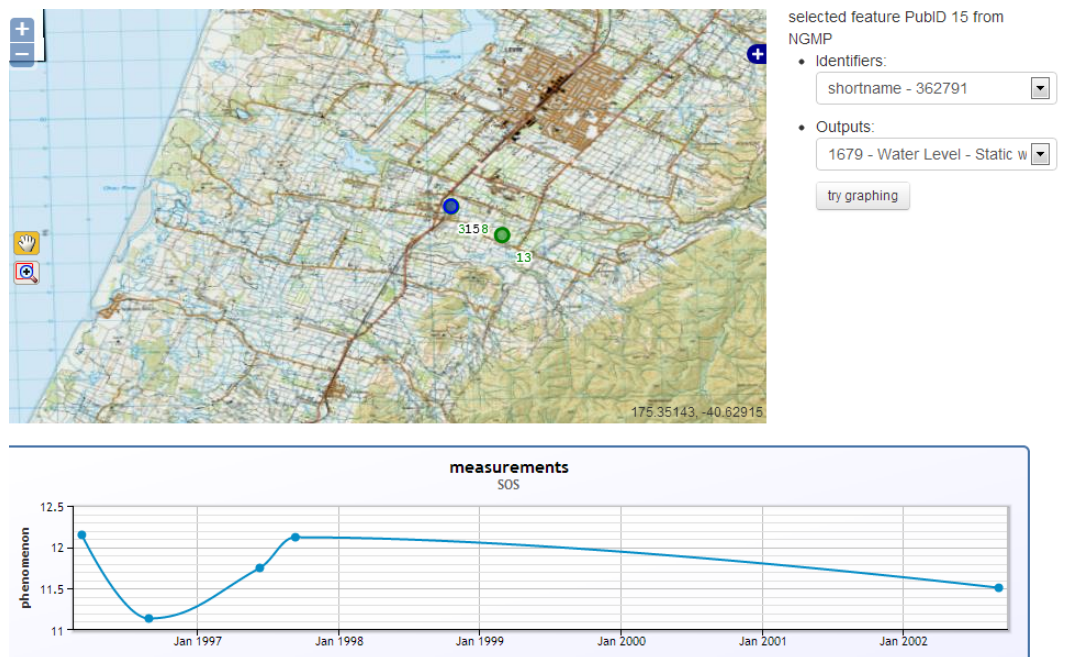 selected feature PubID 15 from
NGMP
Identifiers:
shortname - 362791
Outputs:
1679 - Water Level - Static w
try graphing
+
−
+
LEVIN
3158
13
175.35143, -40.62915
measurements
SOS
phenomenon
12.5
12
11.5
11
Jan 1997
Jan 1998
Jan 1999
Jan 2000
Jan 2001
Jan 2002